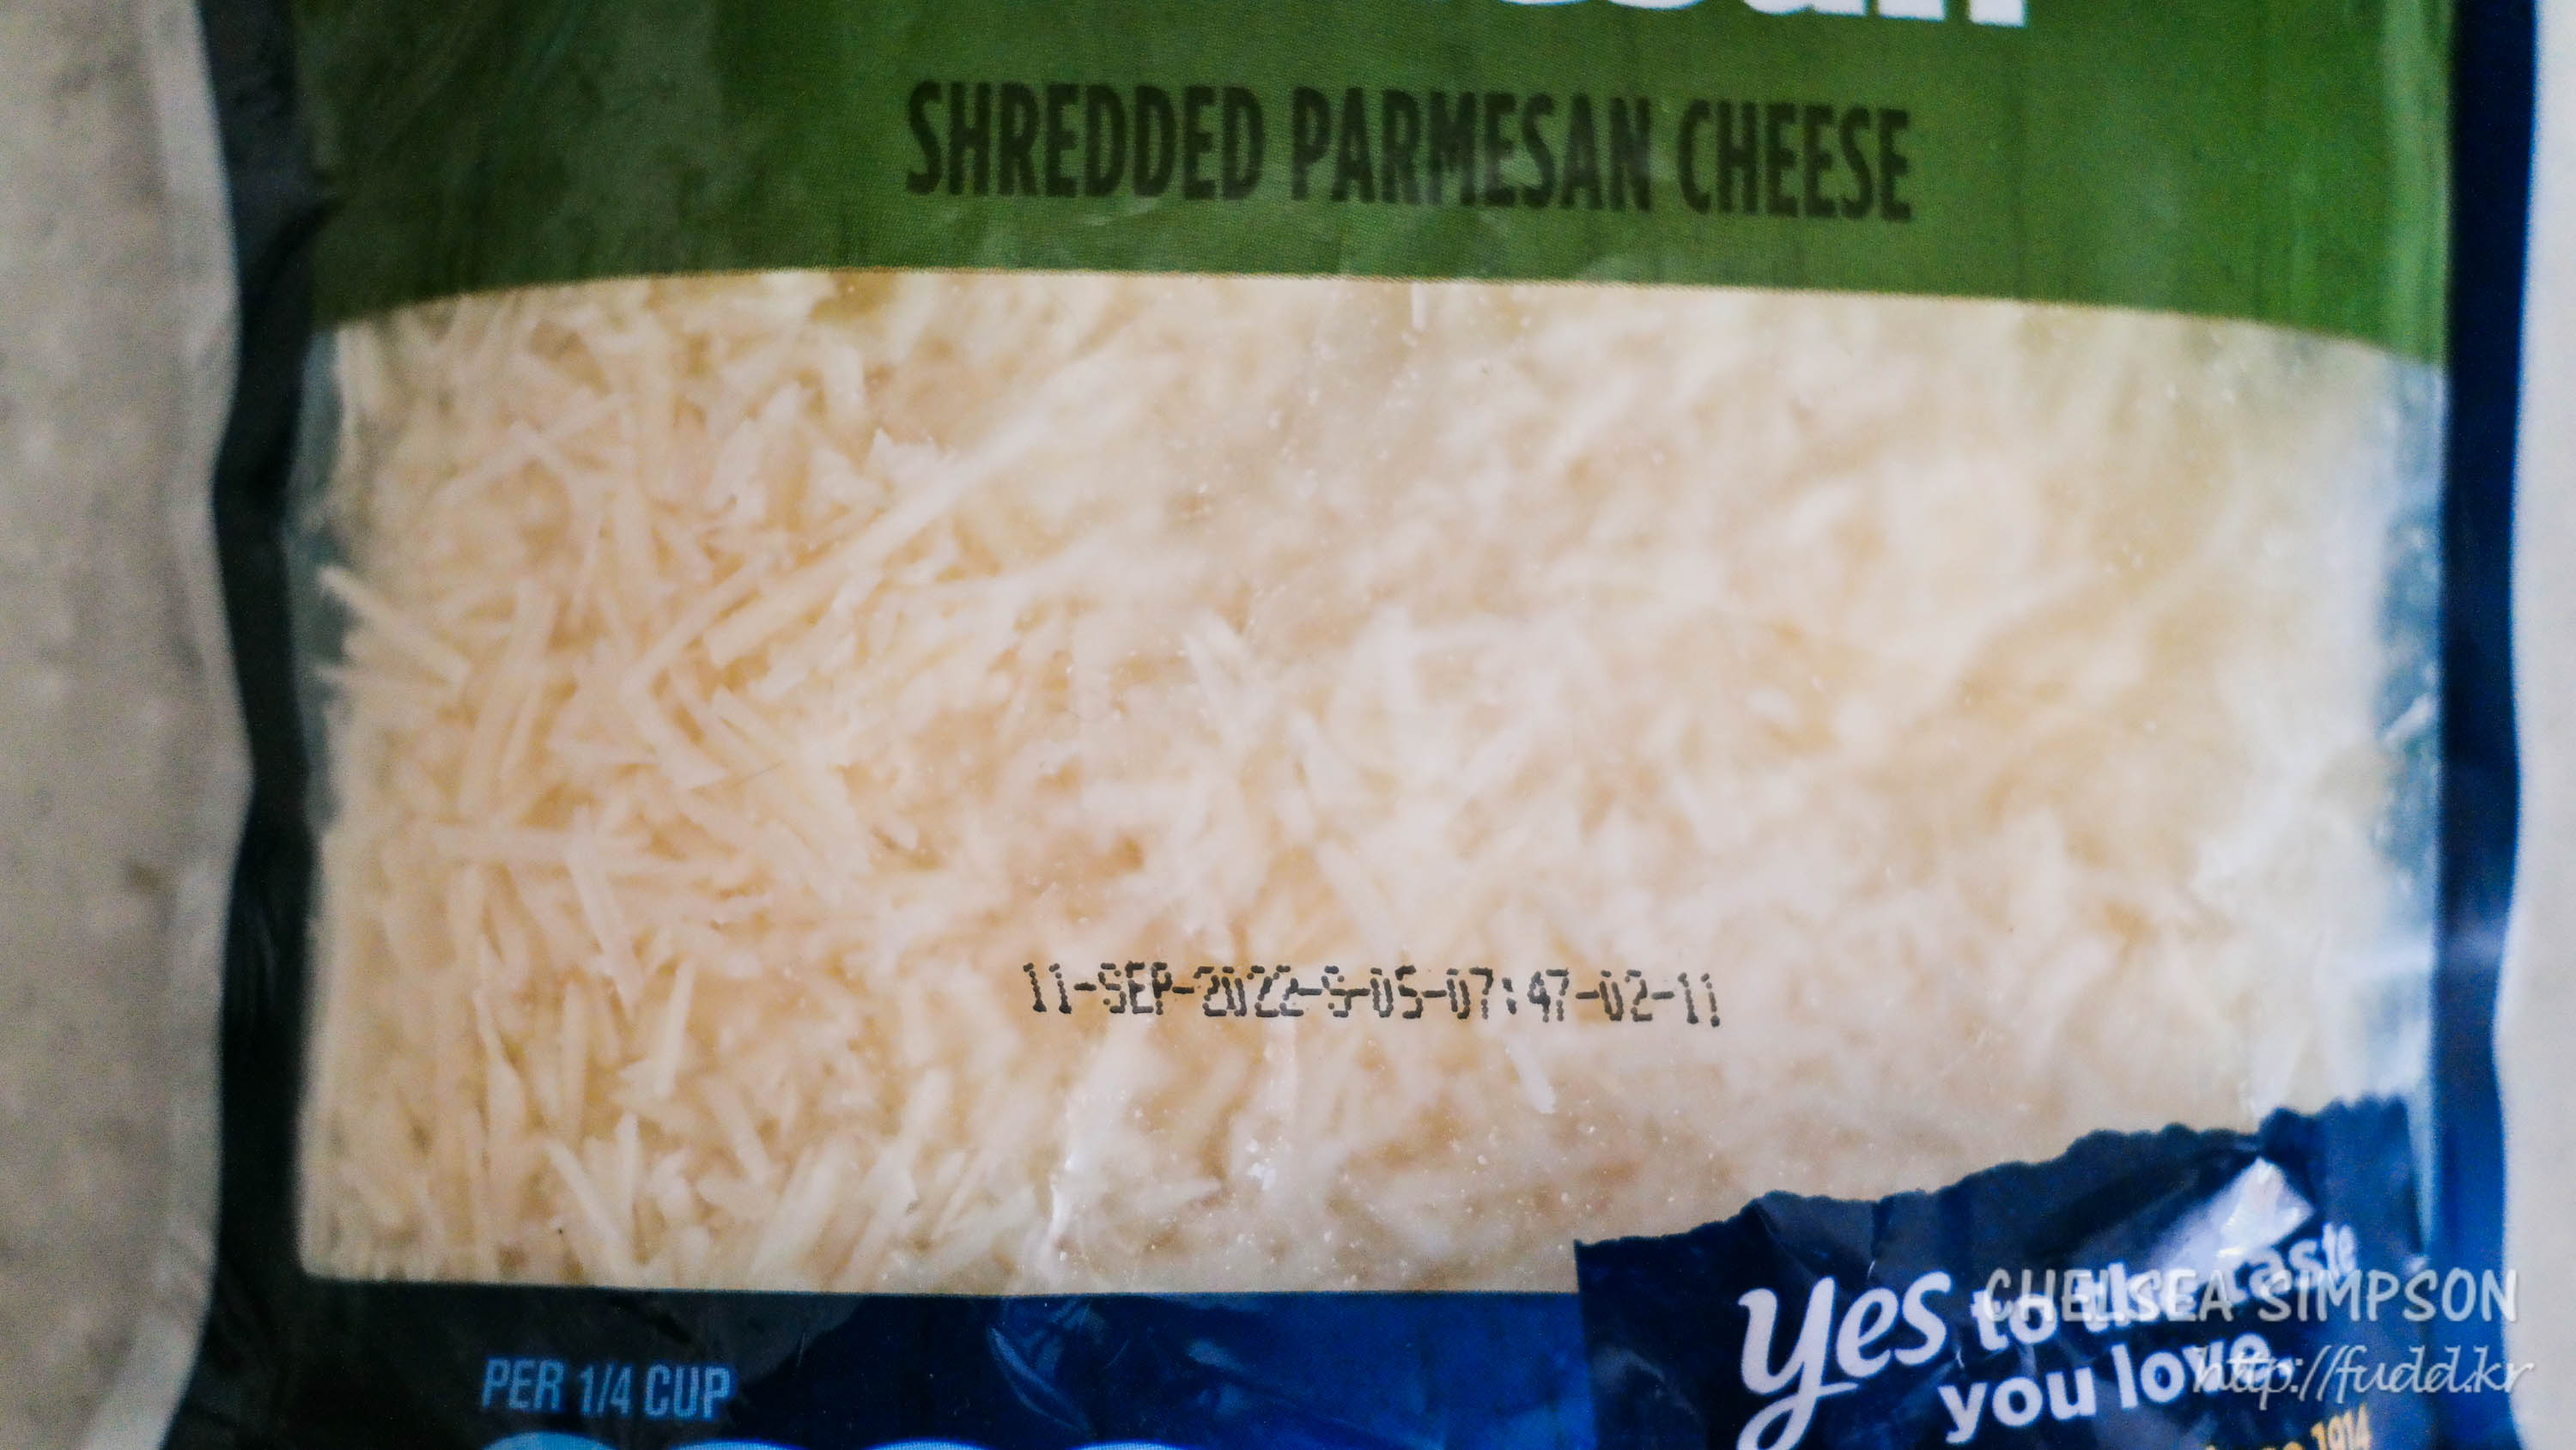 SHREDDED PARMESAN CHEESE
11-SEP-2022-S-05-07:47-02-11
PER 1/4 CUP
yes to the taste
you love.
1914
CHELSEA SIMPSON
http://fudd.kr